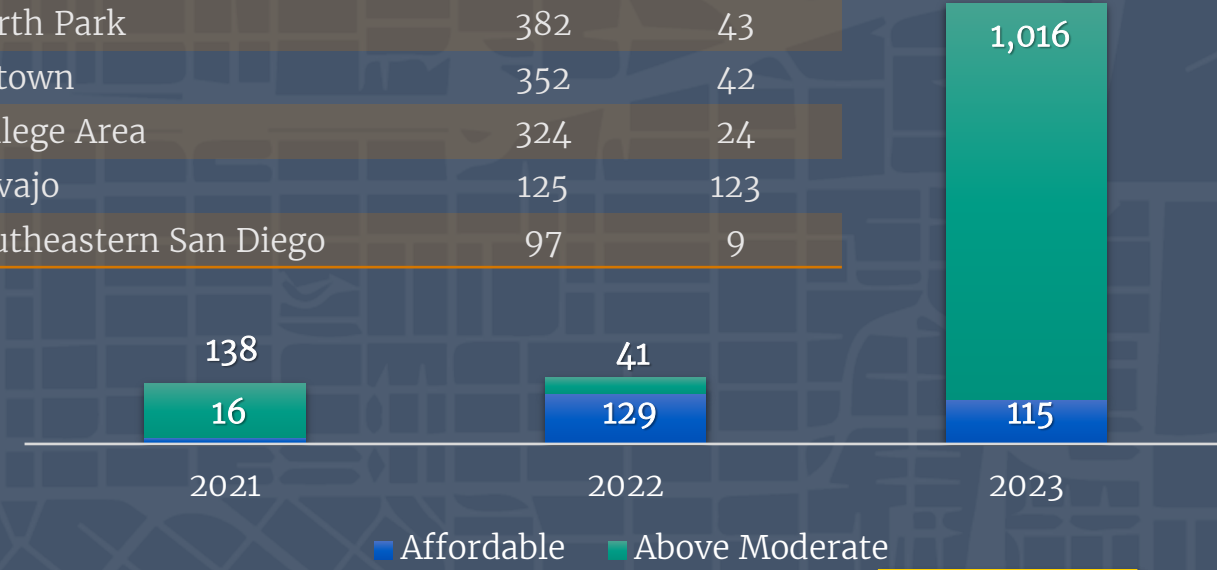 rth Park 382 43
town 352 42
llege Area 324 24
vajo 125 123
utheastern San Diego 97 9
1,016
138 41
16 129 115
2021 2022 2023
Affordable Above Moderate